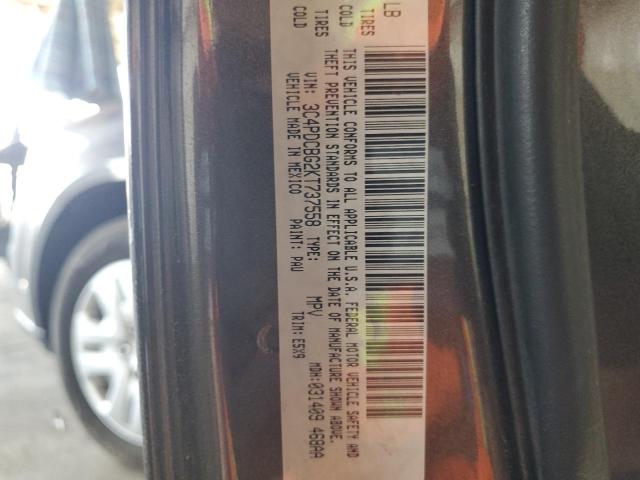 LB
TIRES
COLD
TIRES
COLD
THIS VEHICLE CONFORMS TO ALL APPLICABLE U.S.A. FEDERAL MOTOR VEHICLE SAFETY AND
THEFT PREVENTION STANDARDS IN EFFECT ON THE DATE OF MANUFACTURE SHOWN ABOVE.
VIN: 3C4PDCBG2KT737558 TYPE: MPV MDH: 031409 468AA
VEHICLE MADE IN MEXICO PAINT: PAU TRIM: E5X9